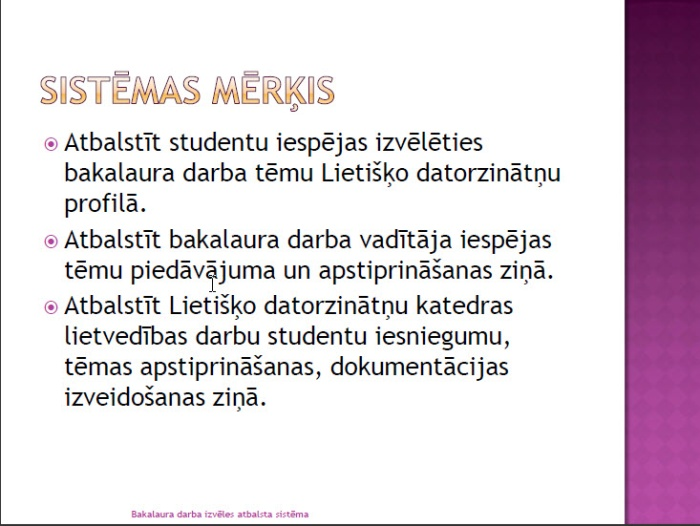 SISTĒMAS MĒRĶIS
Atbalstīt studentu iespējas izvēlēties
bakalaura darba tēmu Lietišķo datorzinātņu
profilā.
Atbalstīt bakalaura darba vadītāja iespējas
tēmu piedāvājuma un apstiprināšanas ziņā.
Atbalstīt Lietišķo datorzinātņu katedras
lietvedības darbu studentu iesniegumu,
tēmas apstiprināšanas, dokumentācijas
izveidošanas ziņā.
Bakalaura darba izvēles atbalsta sistēma